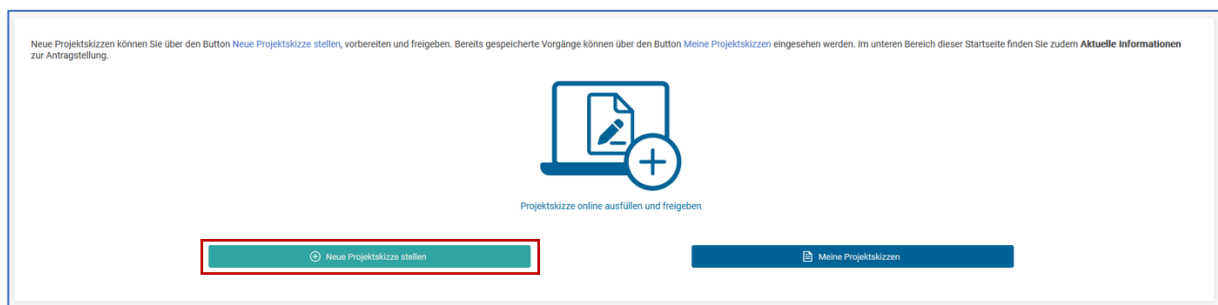 Neue Projektskizzen können Sie über den Button Neue Projektskizze stellen, vorbereiten und freigeben. Bereits gespeicherte Vorgänge können über den Button Meine Projektskizzen eingesehen werden. Im unteren Bereich dieser Startseite finden Sie zudem Aktuelle Informationen
zur Antragstellung.
Projektskizze online ausfüllen und freigeben
Neue Projektskizze stellen
Meine Projektskizzen